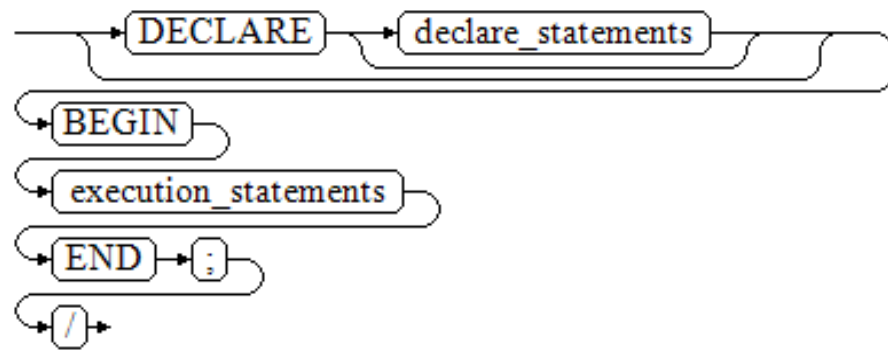 DECLARE declare_statements
BEGIN
execution_statements
END ;
/